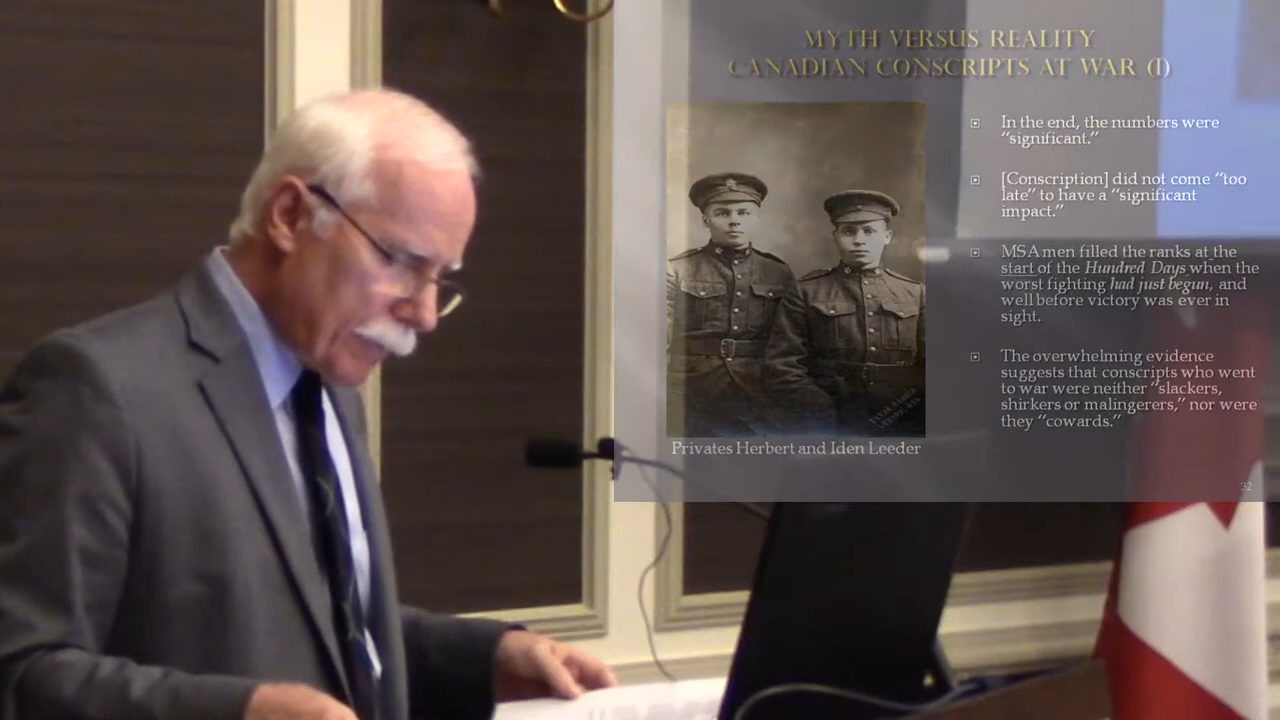 MYTH VERSUS REALITY
CANADIAN CONSCRIPTS AT WAR (I)
In the end, the numbers were
“significant.”
[Conscription] did not come “too
late” to have a “significant
impact.”
MSA men filled the ranks at the
start of the Hundred Days when the
worst fighting had just begun, and
well before victory was ever in
sight.
The overwhelming evidence
suggests that conscripts who went
to war were neither “slackers,
shirkers or malingerers,” nor were
they “cowards.”
Privates Herbert and Iden Leeder
32